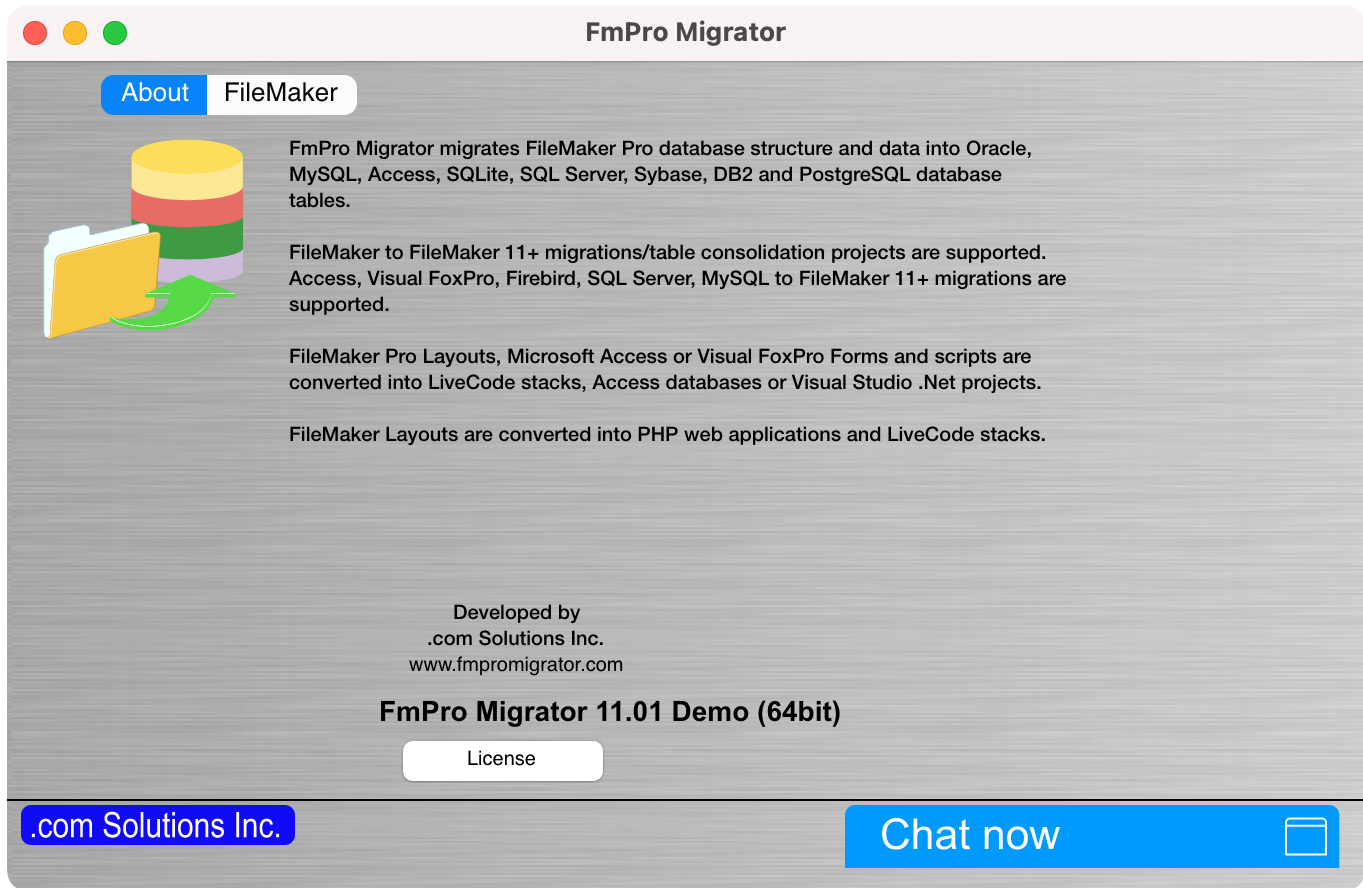 FmPro Migrator
About FileMaker
FmPro Migrator migrates FileMaker Pro database structure and data into Oracle,
MySQL, Access, SQLite, SQL Server, Sybase, DB2 and PostgreSQL database
tables.
FileMaker to FileMaker 11+ migrations/table consolidation projects are supported.
Access, Visual FoxPro, Firebird, SQL Server, MySQL to FileMaker 11+ migrations are
supported.
FileMaker Pro Layouts, Microsoft Access or Visual FoxPro Forms and scripts are
converted into LiveCode stacks, Access databases or Visual Studio .Net projects.
FileMaker Layouts are converted into PHP web applications and LiveCode stacks.
Developed by
.com Solutions Inc.
www.fmpromigrator.com
FmPro Migrator 11.01 Demo (64bit)
License
.com Solutions Inc.
Chat now